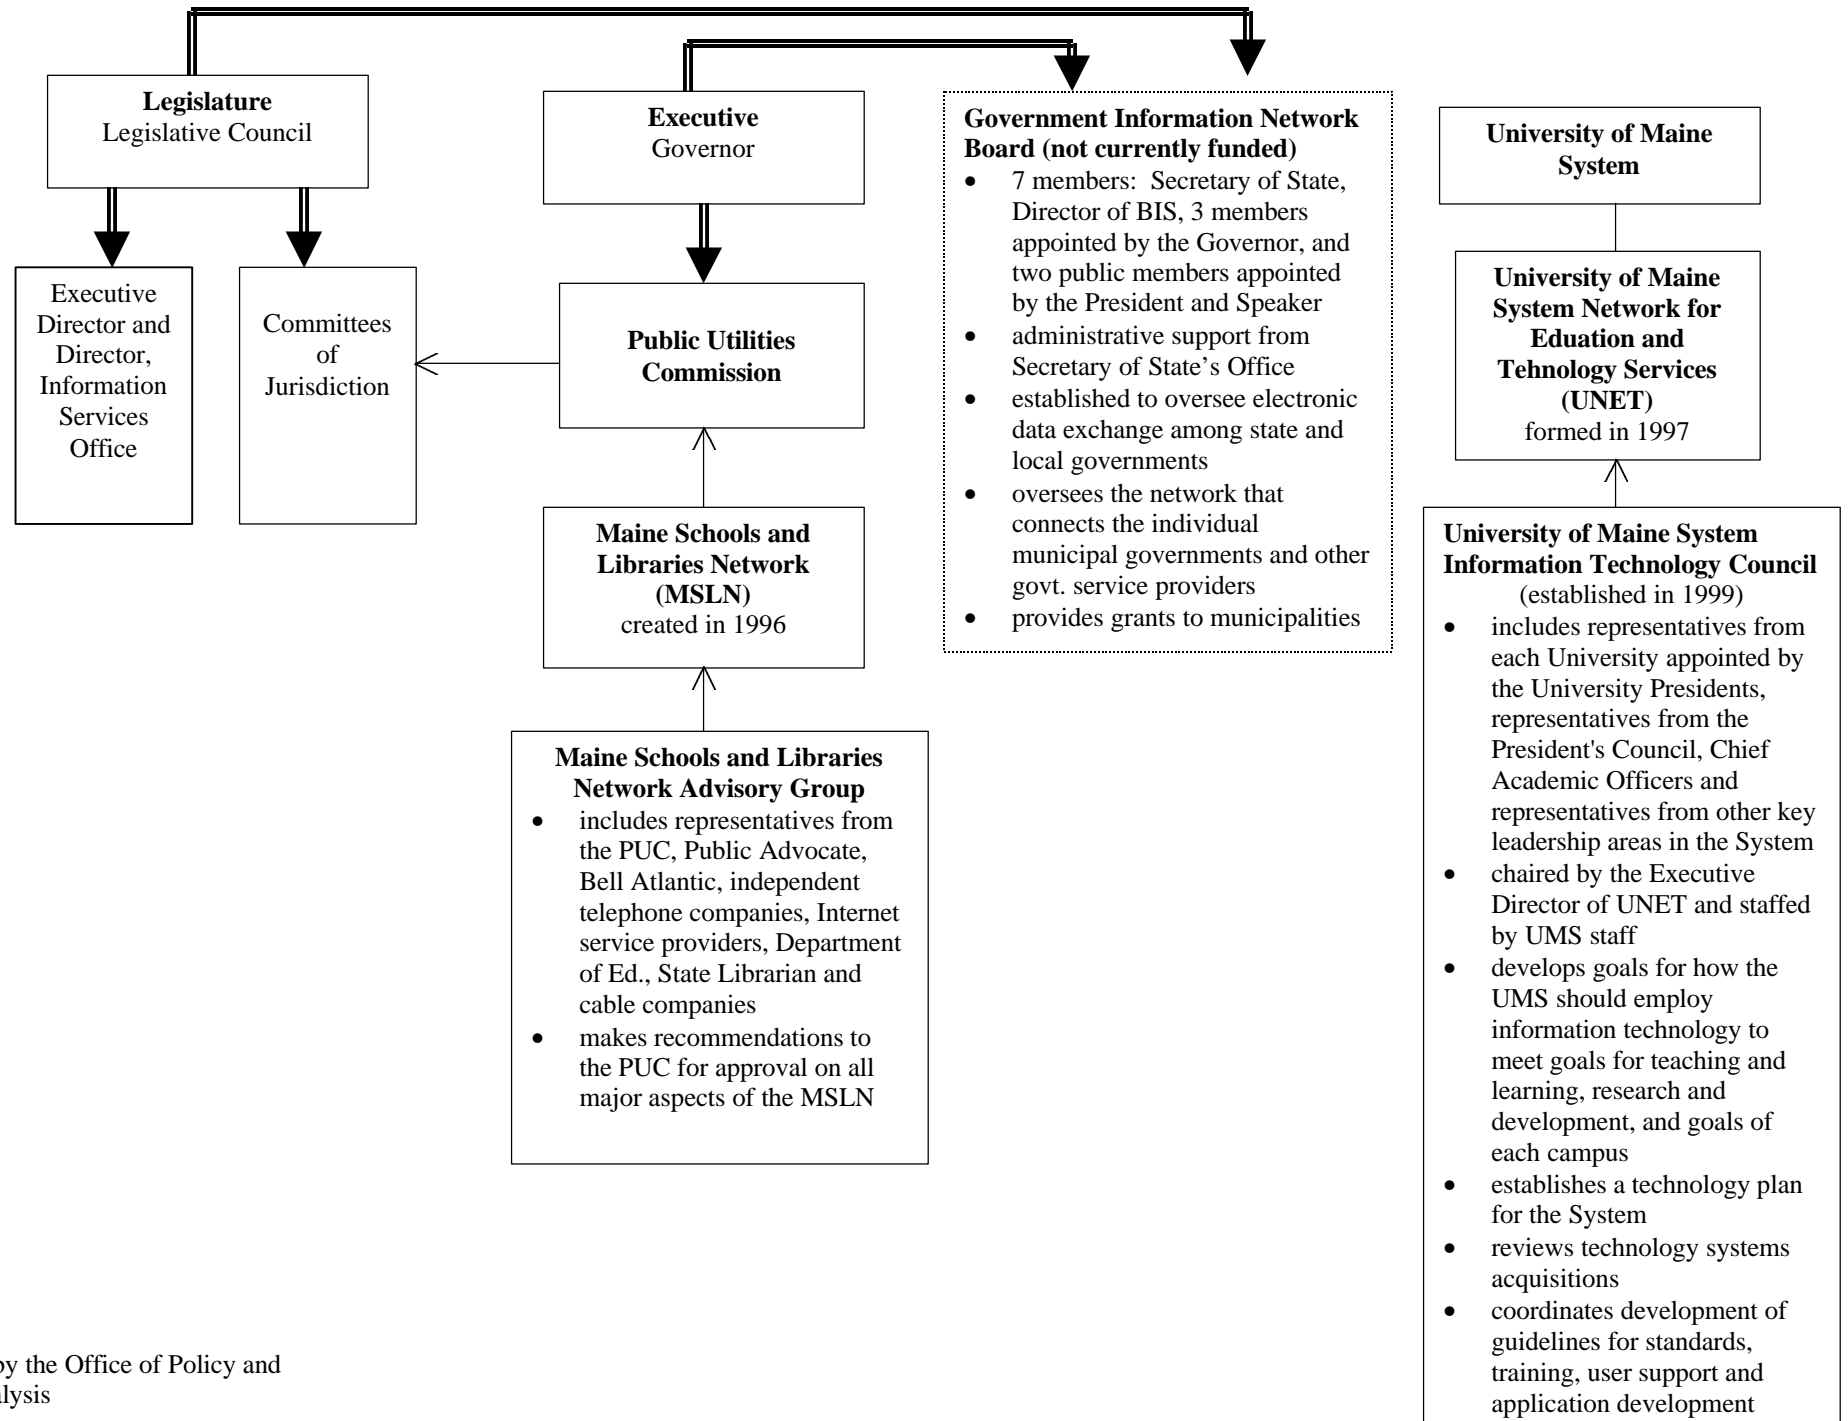 Legislature
Legislative Council
Executive
Governor
Government Information Network
Board (not currently funded)
• 7 members:  Secretary of State,
Director of BIS, 3 members
appointed by the Governor, and
two public members appointed
by the President and Speaker
• administrative support from
Secretary of State’s Office
• established to oversee electronic
data exchange among state and
local governments
• oversees the network that
connects the individual
municipal governments and other
govt. service providers
• provides grants to municipalities
University of Maine
System
Executive
Director and
Director,
Information
Services
Office
Committees
of
Jurisdiction
Public Utilities
Commission
University of Maine
System Network for
Eduation and
Tehnology Services
(UNET)
formed in 1997
Maine Schools and
Libraries Network
(MSLN)
created in 1996
Maine Schools and Libraries
Network Advisory Group
• includes representatives from
the PUC, Public Advocate,
Bell Atlantic, independent
telephone companies, Internet
service providers, Department
of Ed., State Librarian and
cable companies
• makes recommendations to
the PUC for approval on all
major aspects of the MSLN
University of Maine System
Information Technology Council
(established in 1999)
• includes representatives from
each University appointed by
the University Presidents,
representatives from the
President's Council, Chief
Academic Officers and
representatives from other key
leadership areas in the System
• chaired by the Executive
Director of UNET and staffed
by UMS staff
• develops goals for how the
UMS should employ
information technology to
meet goals for teaching and
learning, research and
development, and goals of
each campus
• establishes a technology plan
for the System
• reviews technology systems
acquisitions
• coordinates development of
guidelines for standards,
training, user support and
application development
by the Office of Policy and